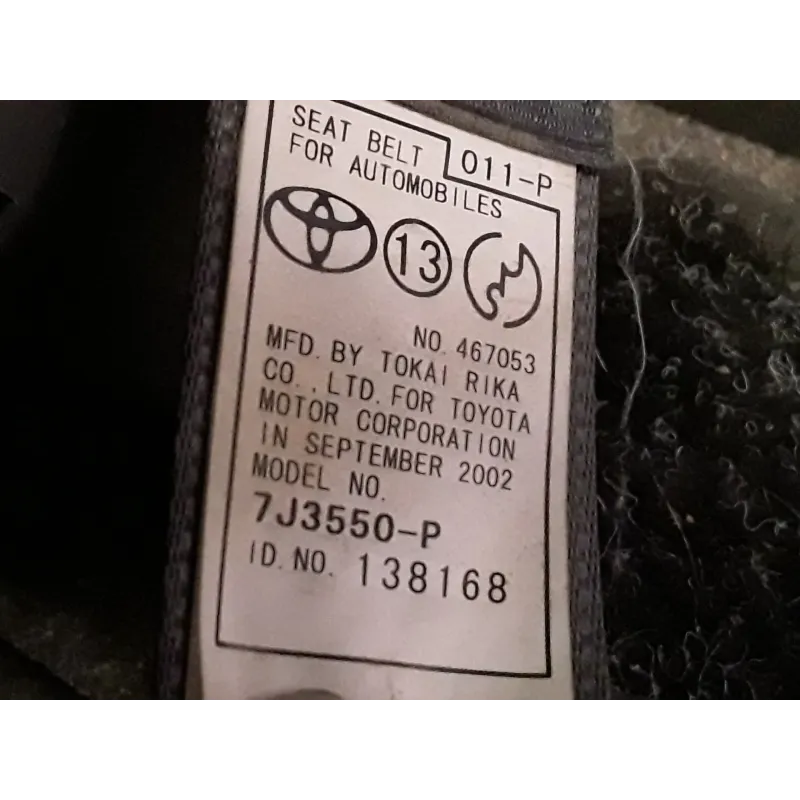 SEAT BELT 011-P
FOR AUTOMOBILES
13
NO. 467053
MFD. BY TOKAI RIKA
CO., LTD. FOR TOYOTA
MOTOR CORPORATION
IN SEPTEMBER 2002
MODEL NO.
7J3550-P
ID. NO. 138168